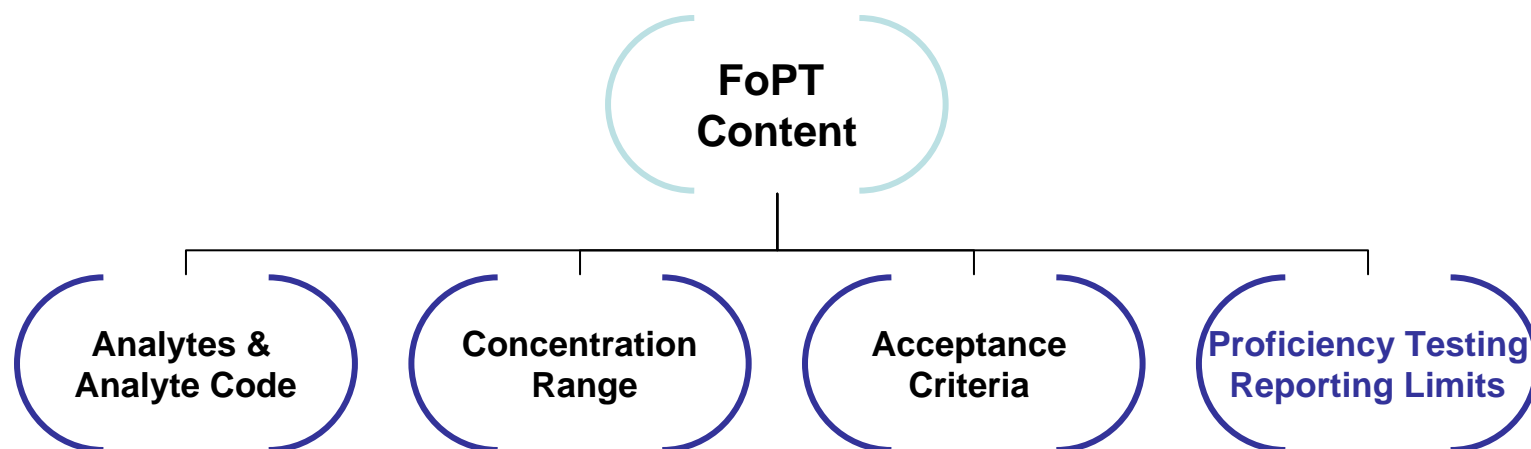 FoPT
Content
Analytes &
Analyte Code
Concentration
Range
Acceptance
Criteria
Proficiency Testing
Reporting Limits